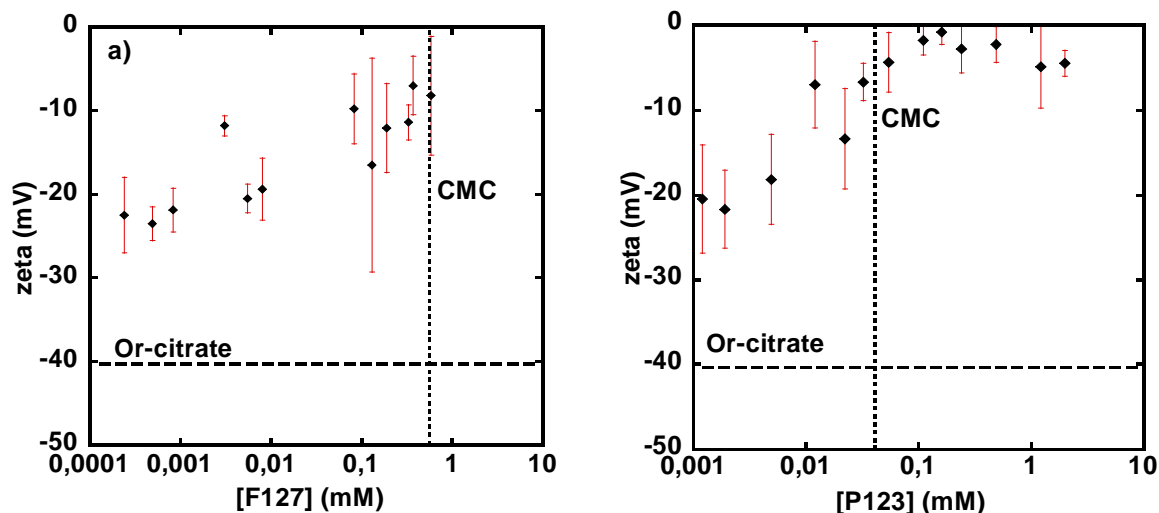 a)
0
-10
-20
-30
-40
-50
zeta (mV)
CMC
Or-citrate
0,0001 0,001 0,01 0,1 1 10
[F127] (mM)
0
-10
-20
-30
-40
-50
zeta (mV)
CMC
Or-citrate
0,001 0,01 0,1 1 10
[P123] (mM)